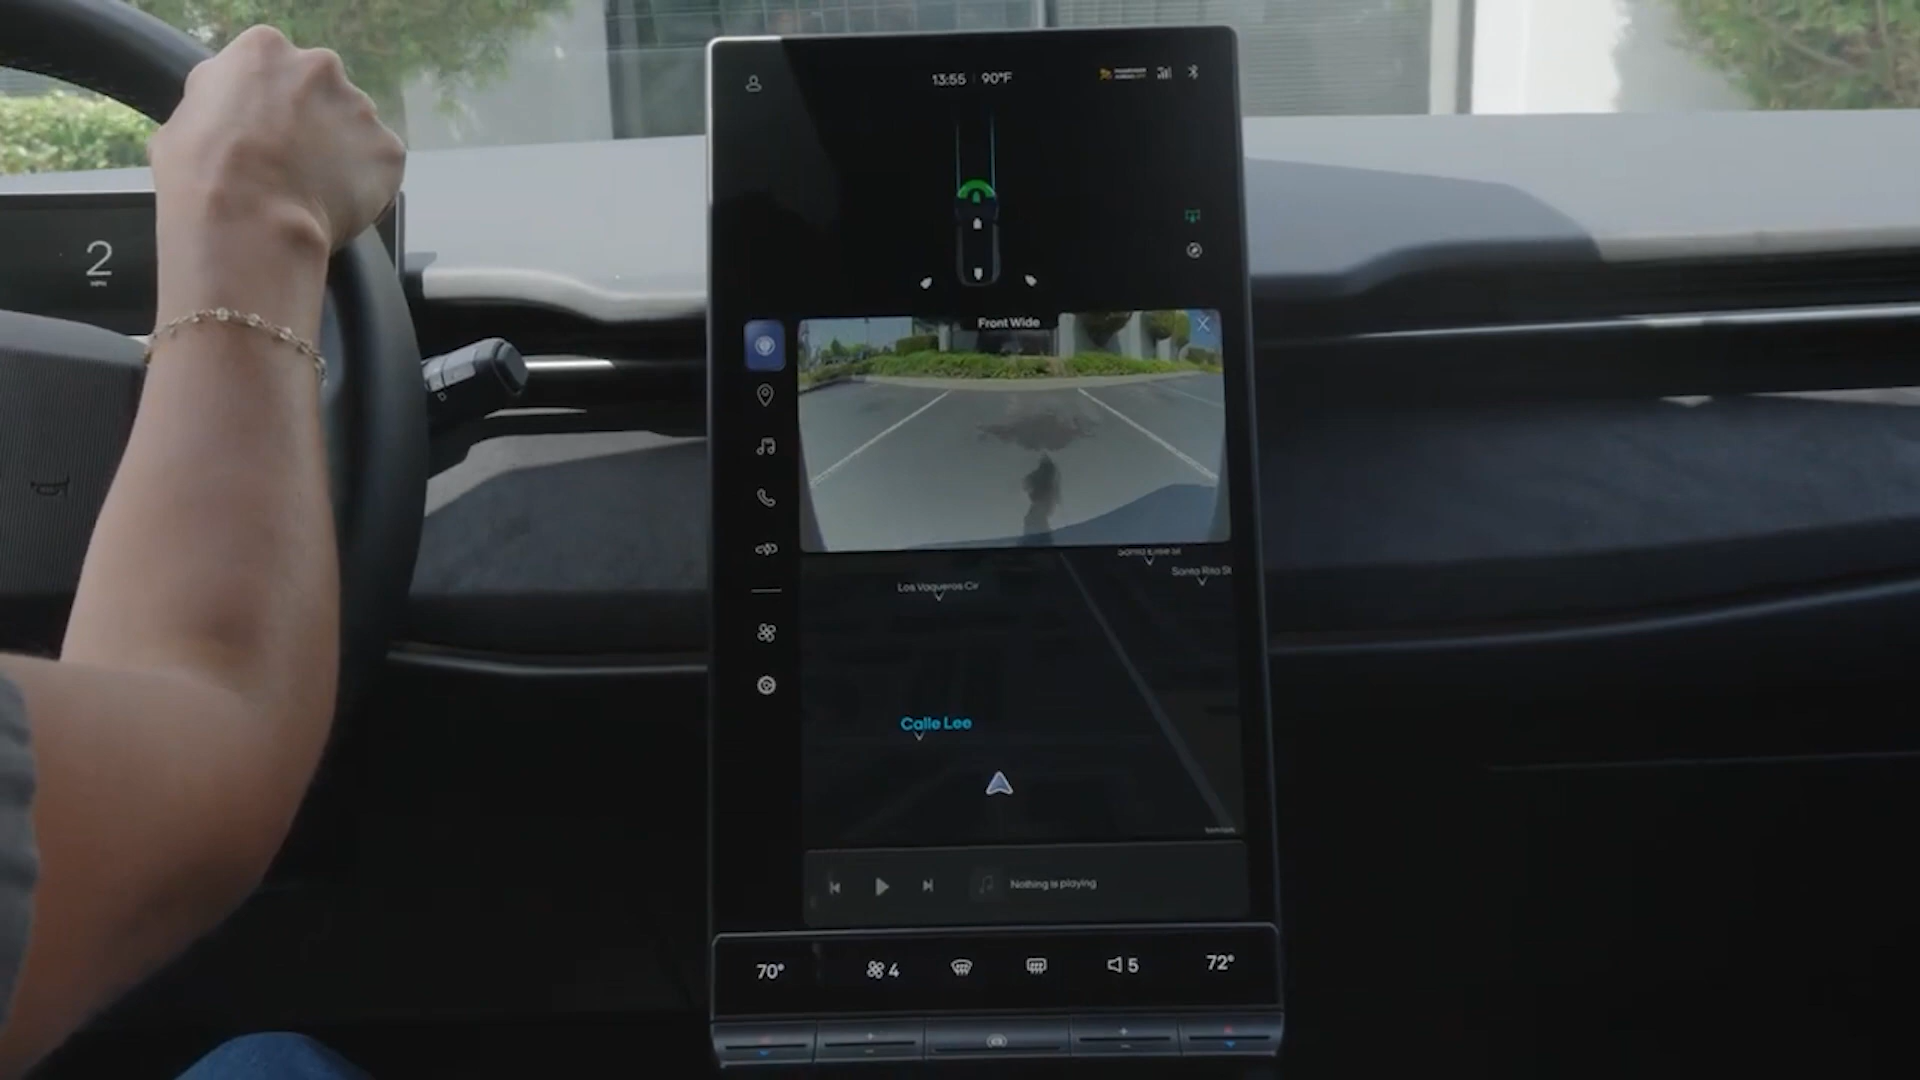 13:55 90°F
2
MPH
Front Wide
Santa Rita St
Los Vaqueros Cir
Calle Lee
Nothing is playing
70° 4 5 72°